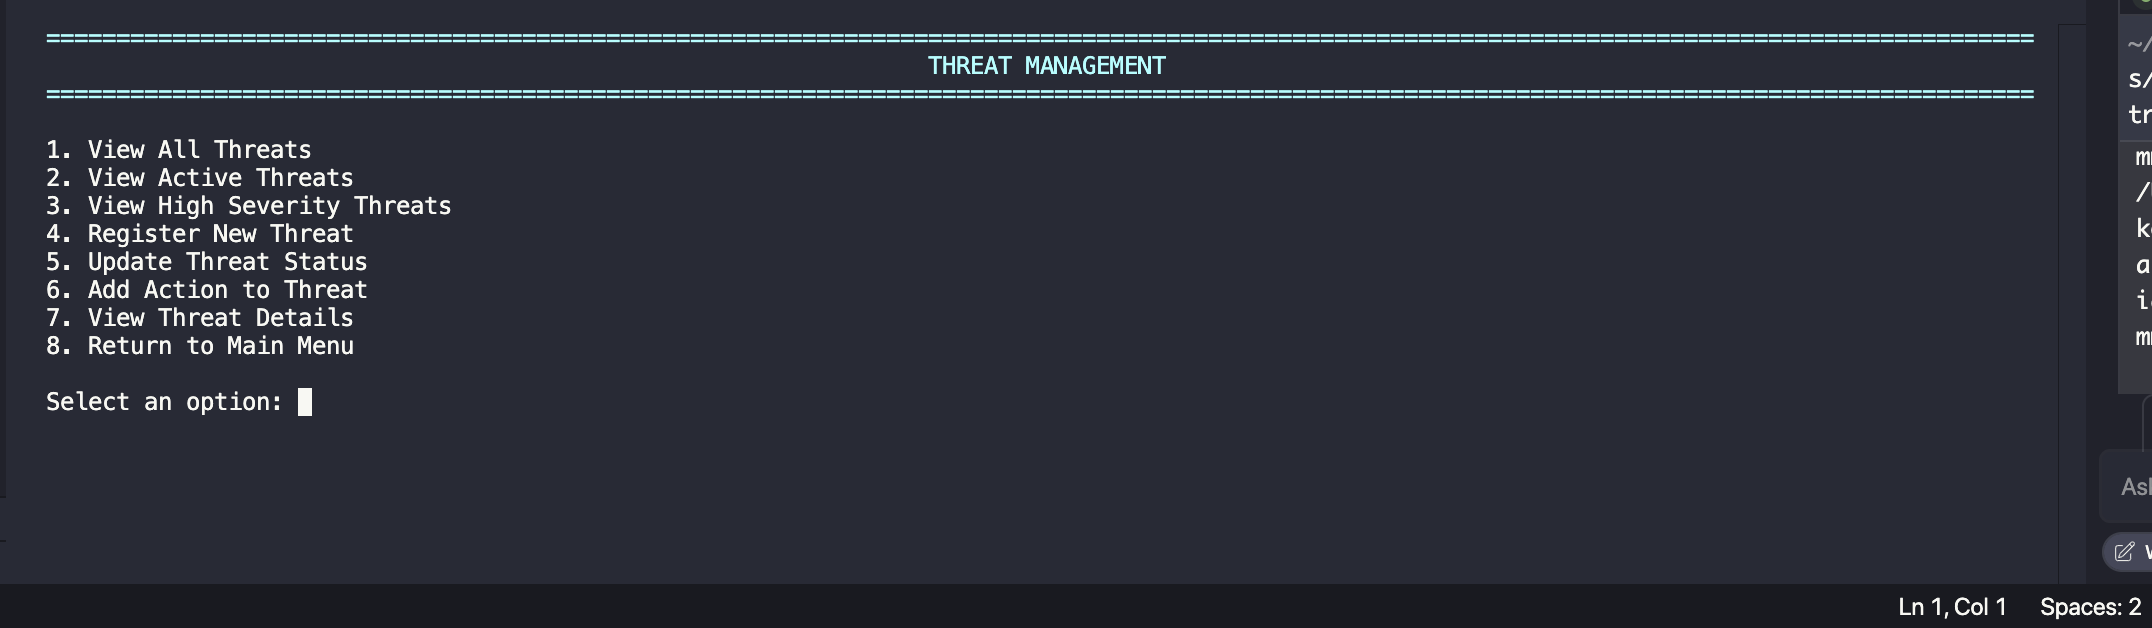 ================================================================================
THREAT MANAGEMENT
================================================================================
1. View All Threats
2. View Active Threats
3. View High Severity Threats
4. Register New Threat
5. Update Threat Status
6. Add Action to Threat
7. View Threat Details
8. Return to Main Menu
Select an option:
~/
s/
tr
Ln 1, Col 1
Spaces: 2